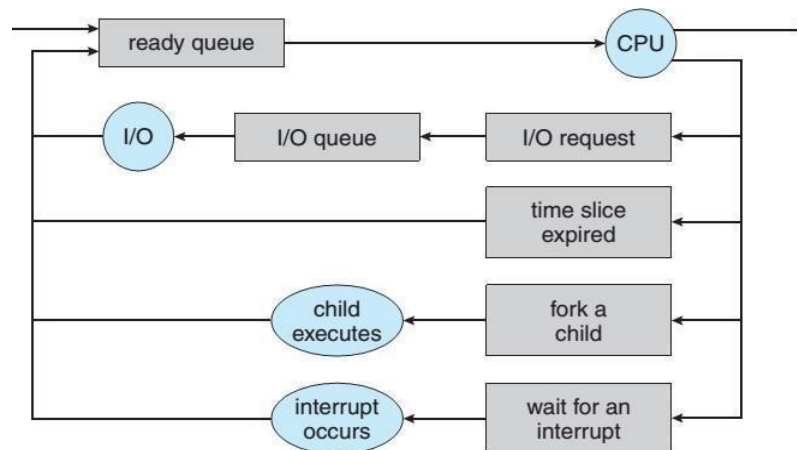 ready queue
CPU
I/O
I/O queue
I/O request
time slice
expired
child
executes
fork a
child
interrupt
occurs
wait for an
interrupt